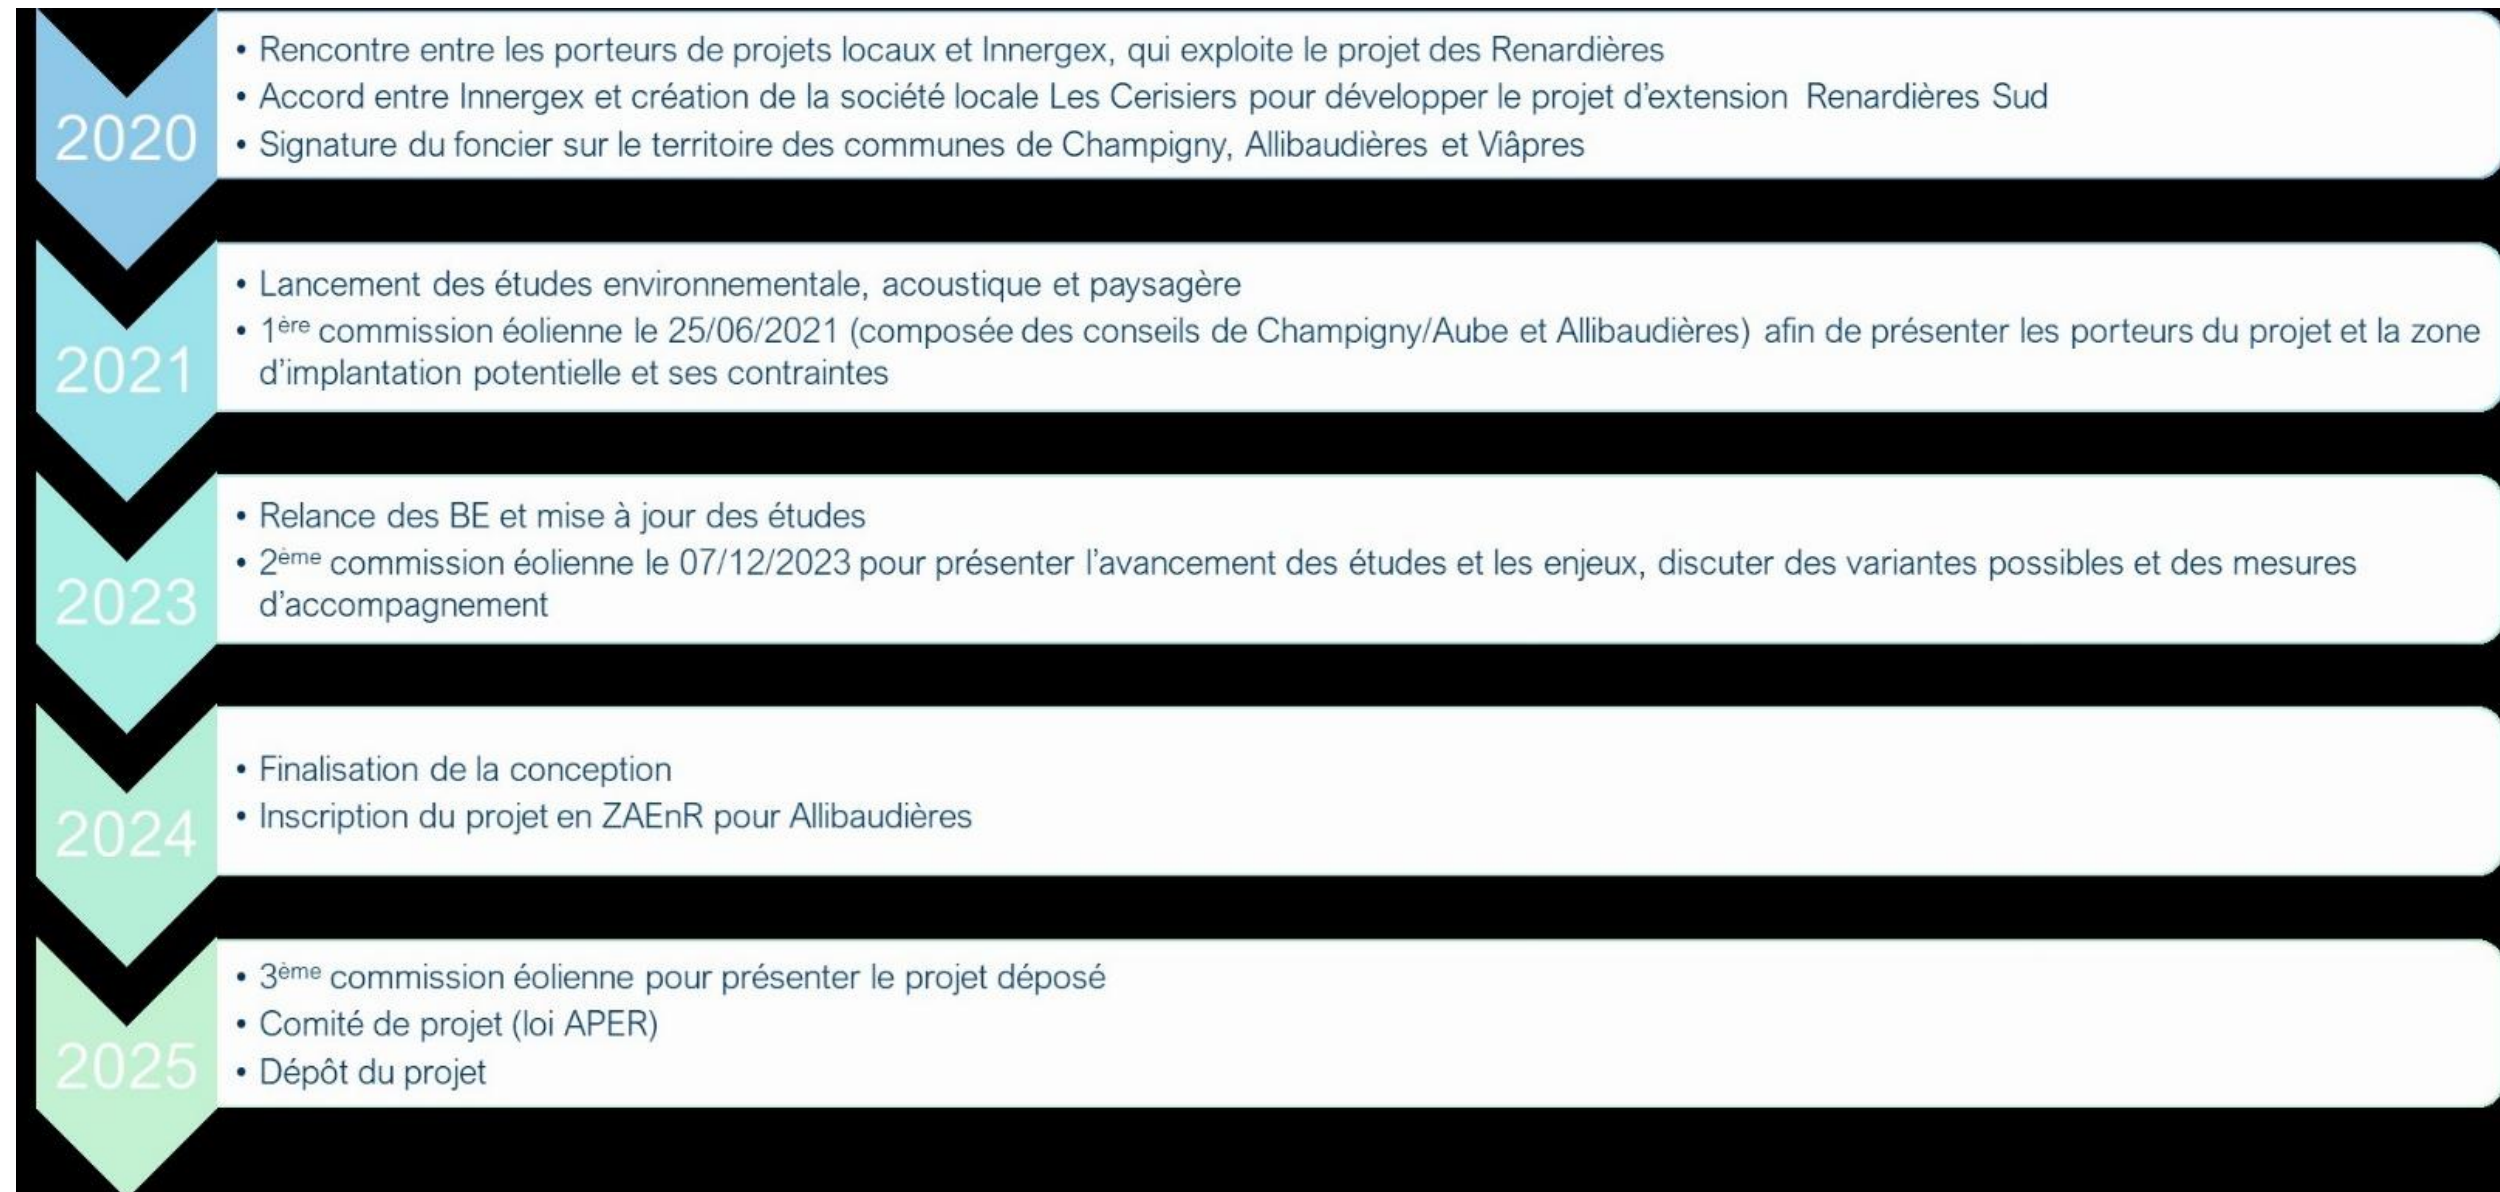 2020
• Rencontre entre les porteurs de projets locaux et Innergex, qui exploite le projet des Renardières
• Accord entre Innergex et création de la société locale Les Cerisiers pour développer le projet d’extension Renardières Sud
• Signature du foncier sur le territoire des communes de Champigny, Allibaudières et Viâpres
2021
• Lancement des études environnementale, acoustique et paysagère
• 1ère commission éolienne le 25/06/2021 (composée des conseils de Champigny/Aube et Allibaudières) afin de présenter les porteurs du projet et la zone
d’implantation potentielle et ses contraintes
2023
• Relance des BE et mise à jour des études
• 2ème commission éolienne le 07/12/2023 pour présenter l’avancement des études et les enjeux, discuter des variantes possibles et des mesures
d’accompagnement
2024
• Finalisation de la conception
• Inscription du projet en ZAEnR pour Allibaudières
2025
• 3ème commission éolienne pour présenter le projet déposé
• Comité de projet (loi APER)
• Dépôt du projet